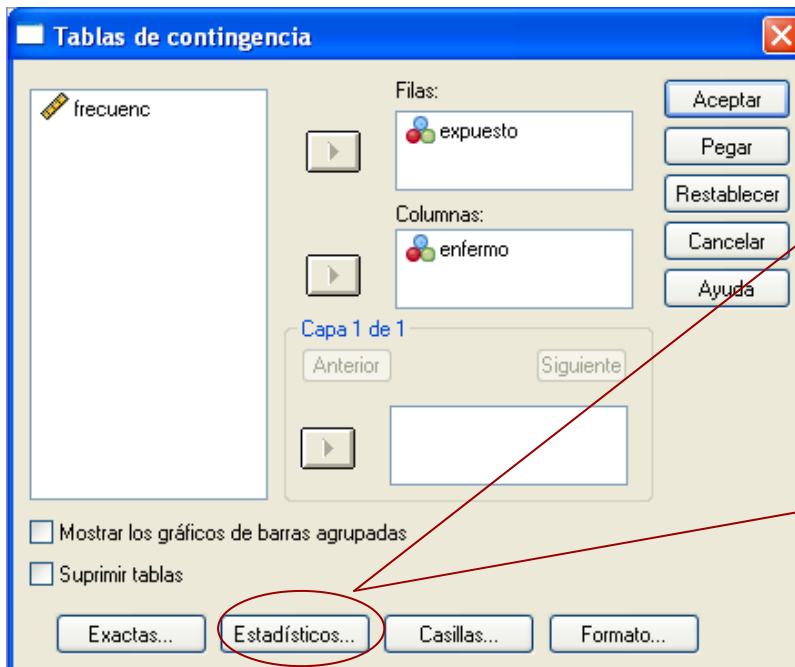 Tablas de contingencia
frecuenc
Filas:
expuesto
Columnas:
enfermo
Aceptar
Pegar
Restablecer
Cancelar
Ayuda
Capa 1 de 1
Anterior
Siguiente
Mostrar los gráficos de barras agrupadas
Suprimir tablas
Exactas...
Estadísticos...
Casillas...
Formato...